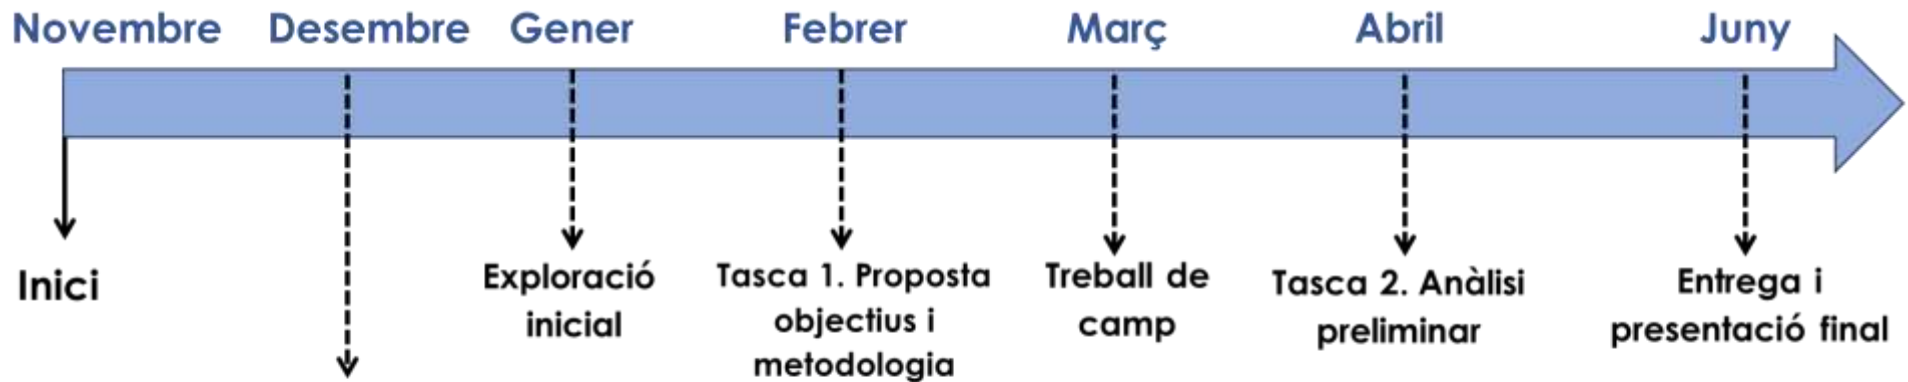 Novembre Desembre Gener Febrer Març Abril Juny
Inici
Exploració
inicial
Tasca 1. Proposta
objectius i
metodologia
Treball de
camp
Tasca 2. Anàlisi
preliminar
Entrega i
presentació final